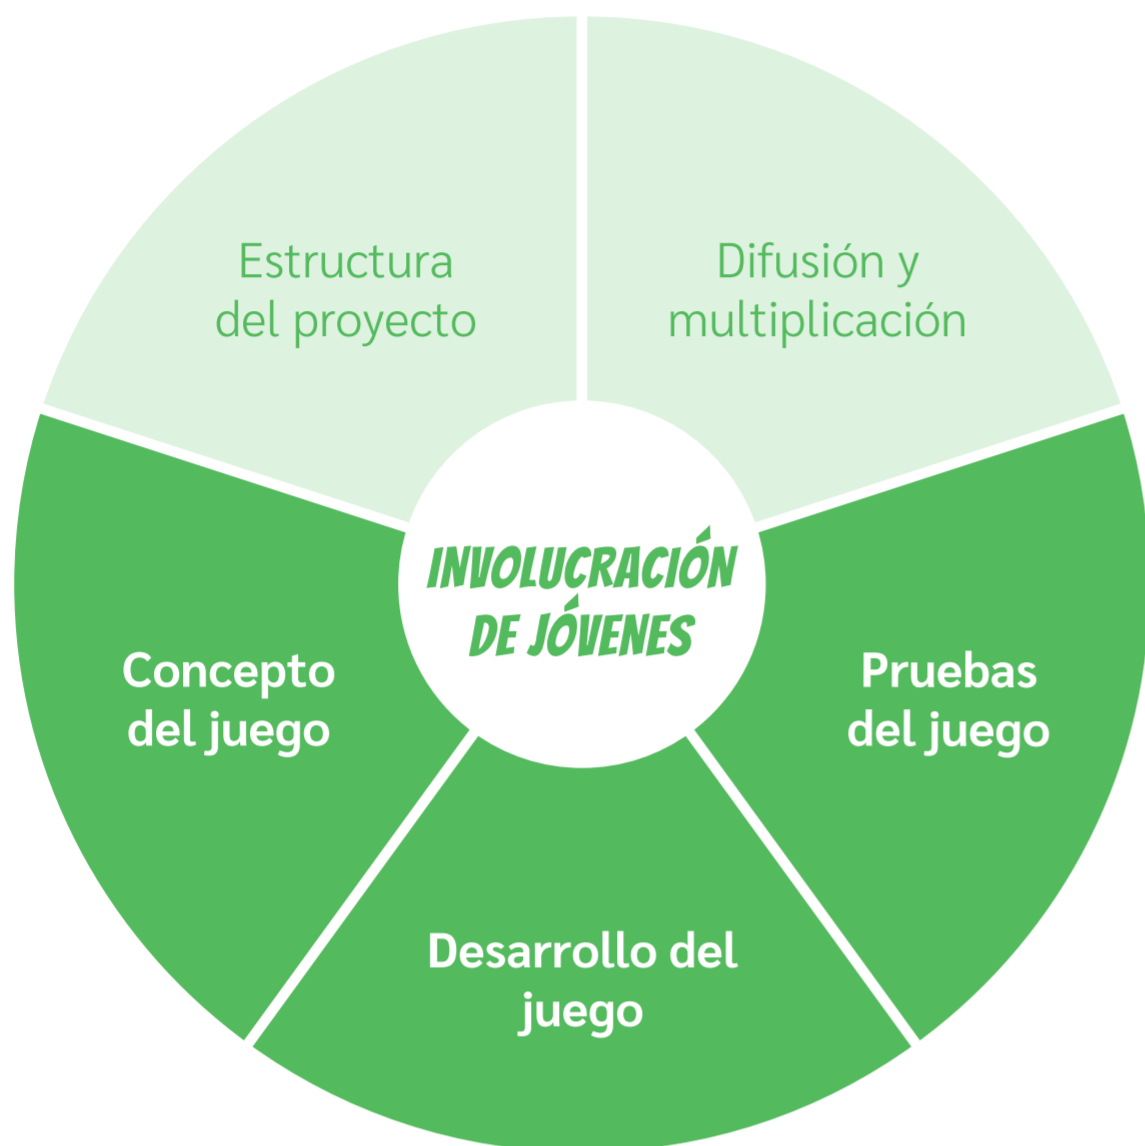 Estructura
del proyecto
Difusión y
multiplicación
INVOLUCRACIÓN
DE JÓVENES
Concepto
del juego
Pruebas
del juego
Desarrollo del
juego